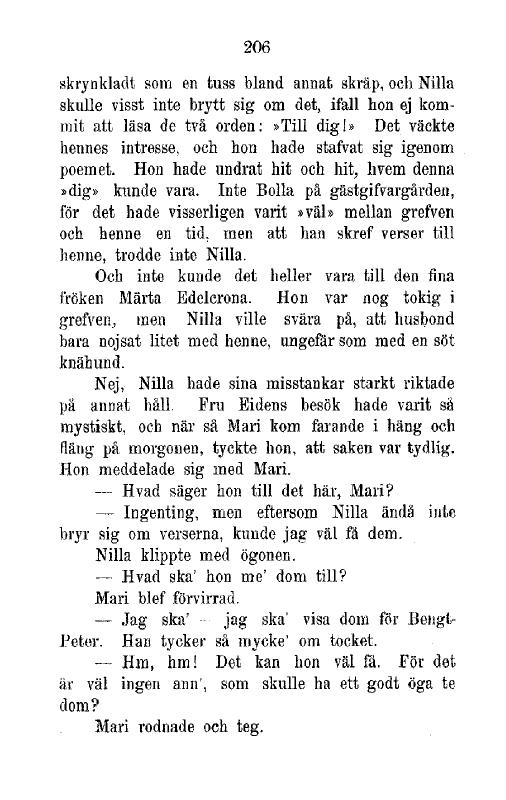 206
skrynkladt som en tuss bland annat skräp, och Nilla
skulle visst inte brytt sig om det, ifall hon ej kom-
mit att läsa de två orden: »Till dig!» Det väckte
hennes intresse, och hon hade stafvat sig igenom
poemet. Hon hade undrat hit och hit, hvem denna
»dig» kunde vara. Inte Bolla på gästgifvargården,
för det hade visserligen varit »väl» mellan grefven
och henne en tid, men att han skref verser till
henne, trodde inte Nilla.
Och inte kunde det heller vara till den fina
fröken Märta Edelcrona. Hon var nog tokig i
grefven, men Nilla ville svära på, att husbond
bara nojsat litet med henne, ungefär som med en söt
knähund.
Nej, Nilla hade sina misstankar starkt riktade
på annat håll. Fru Eidens besök hade varit så
mystiskt, och när så Mari kom farande i häng och
fläng på morgonen, tyckte hon, att saken var tydlig.
Hon meddelade sig med Mari.
— Hvad säger hon till det här, Mari?
— Ingenting, men eftersom Nilla ändå inte
bryr sig om verserna, kunde jag väl få dem.
Nilla klippte med ögonen.
— Hvad ska' hon me' dom till?
Mari blef förvirrad.
— Jag ska' — jag ska' visa dom för Bengt-
Peter. Han tycker så mycke' om tocket.
— Hm, hm! Det kan hon väl få. För det
är väl ingen ann', som skulle ha ett godt öga te
dom?
Mari rodnade och teg.